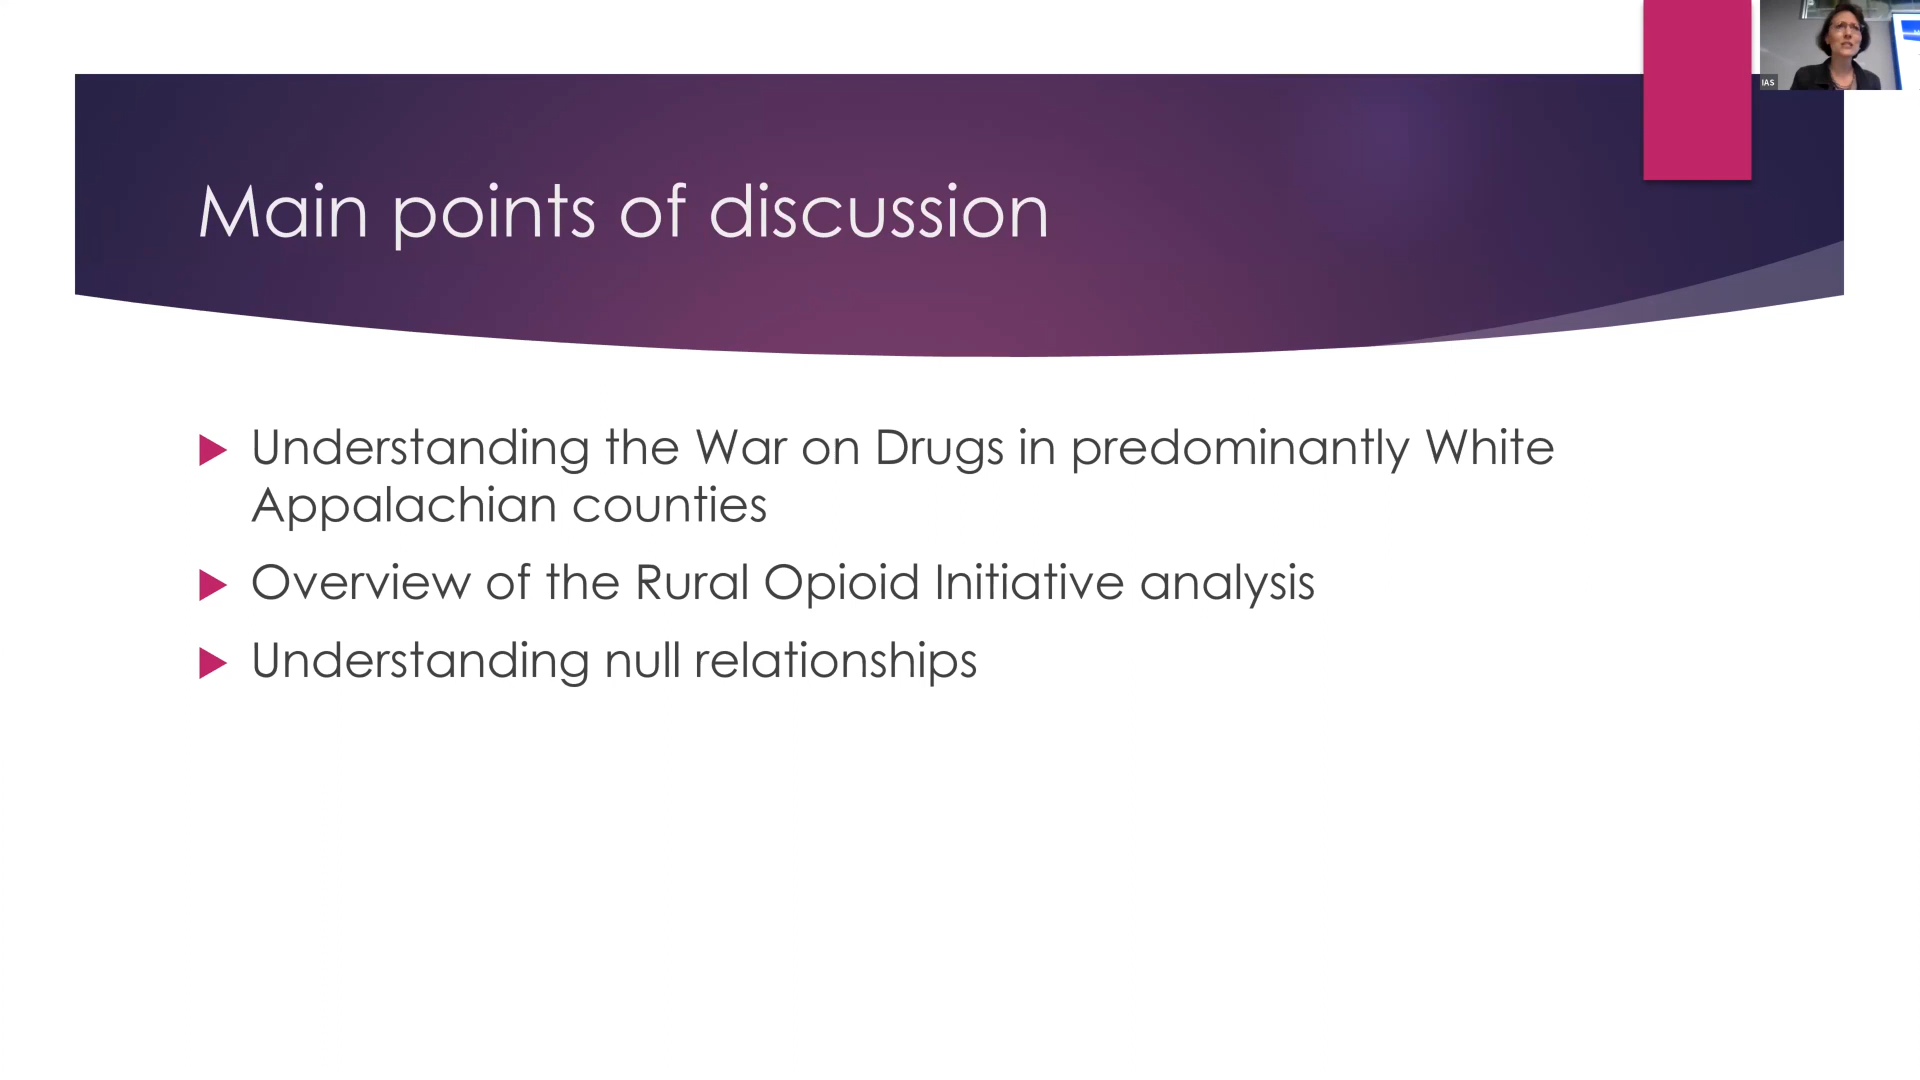 IAS
Main points of discussion
Understanding the War on Drugs in predominantly White
Appalachian counties
Overview of the Rural Opioid Initiative analysis
Understanding null relationships